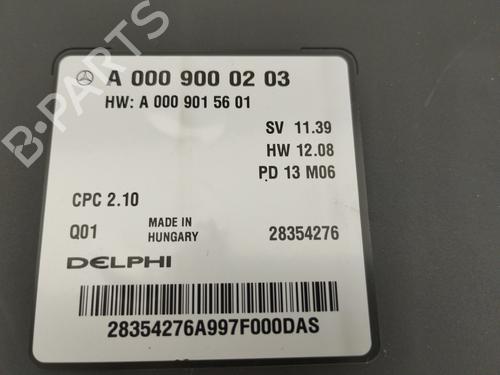 A 000 900 02 03
HW: A 000 901 56 01
SV 11.39
HW 12.08
PD 13 M06
CPC 2.10
Q01 MADE IN HUNGARY 28354276
DELPHI
28354276A997F000DAS
B-PARTS